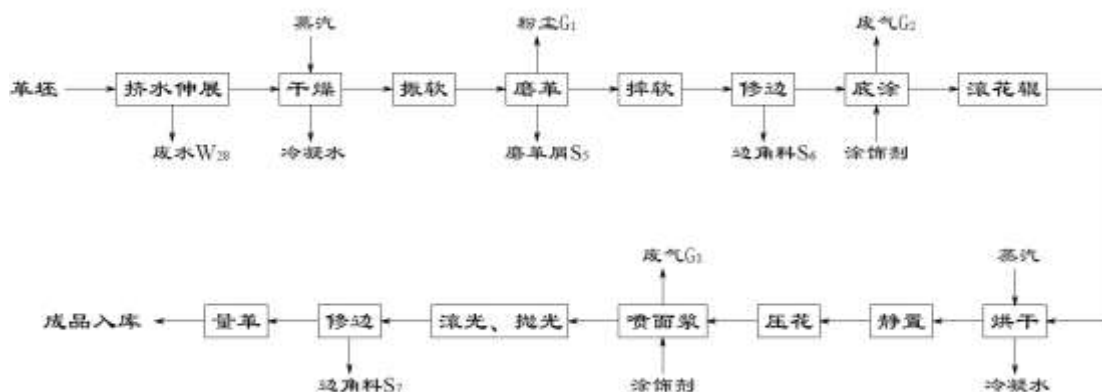 蒸汽 粉尘G₁ 废气G₂
革坯 挤水伸展 干燥 振软 磨革 摔软 修边 底涂 滚花辊
废水W₂₈ 冷凝水 磨革屑S₅ 边角料S₆ 涂饰剂
废气G₃ 蒸汽
成品入库 量革 修边 滚光、抛光 喷面浆 压花 静置 烘干
边角料S₇ 涂饰剂 冷凝水